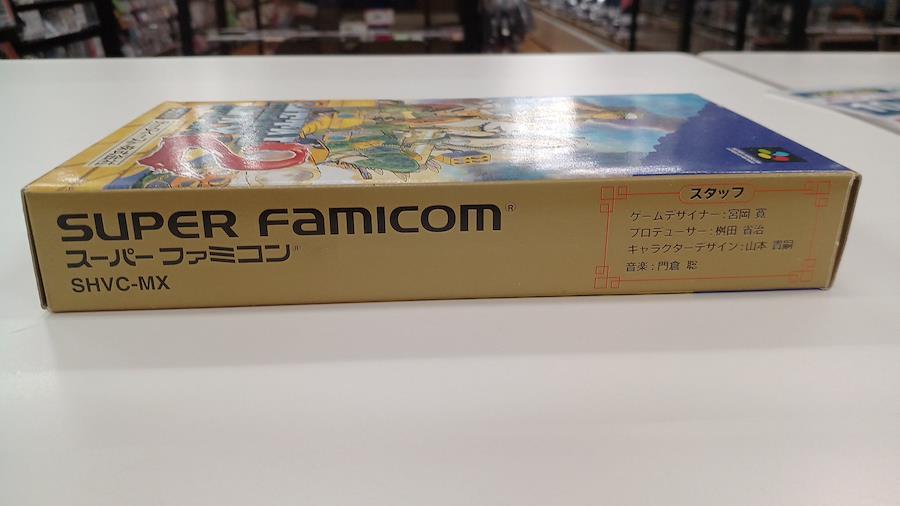 SUPER FAMICOM®
スーパーファミコン®
SHVC-MX
スタッフ
ゲームデザイナー:宮岡 寛
プロデューサー:桝田 省治
キャラクターデザイン:山本 貴嗣
音楽:門倉 聡